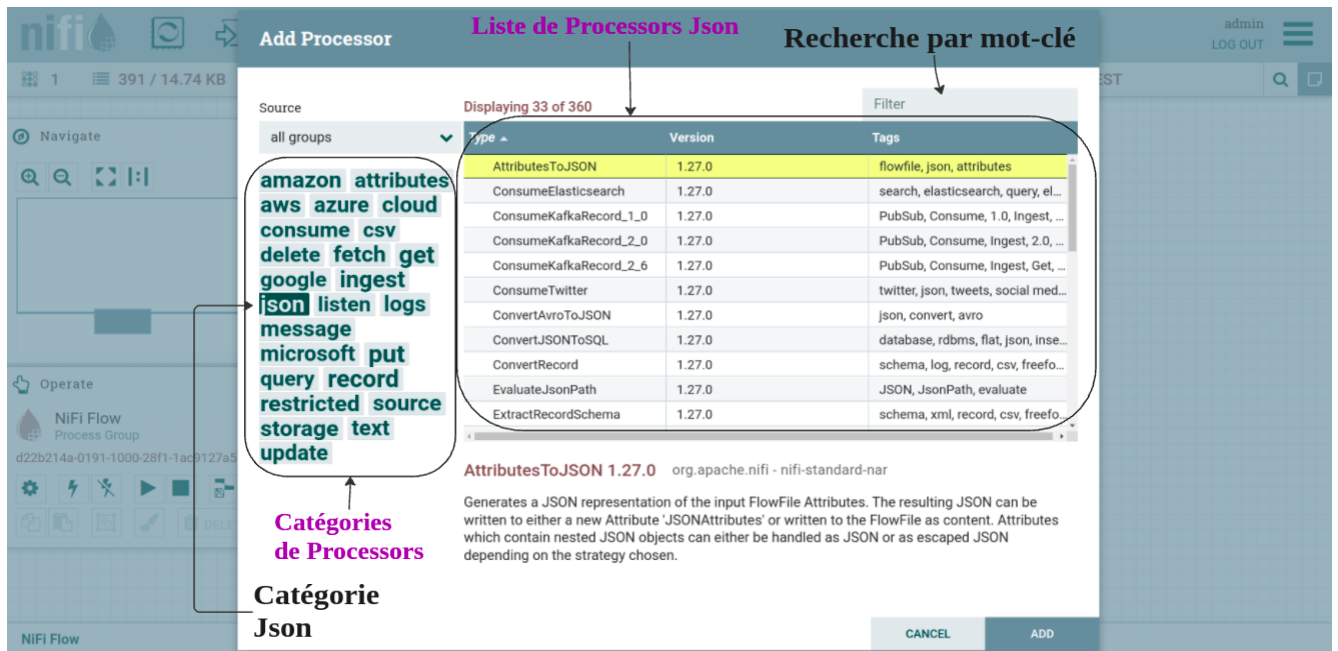 nifi
Add Processor
Liste de Processors Json
Recherche par mot-clé
admin
LOG OUT
1
391 / 14.74 KB
EST
Source
Displaying 33 of 360
Filter
all groups
Type
Version
Tags
Navigate
amazon attributes
aws azure cloud
consume csv
delete fetch get
google ingest
json listen logs
message
microsoft put
query record
restricted source
storage text
update
AttributesToJSON 1.27.0 flowfile, json, attributes
ConsumeElasticsearch 1.27.0 search, elasticsearch, query, el...
ConsumeKafkaRecord_1_0 1.27.0 PubSub, Consume, 1.0, Ingest, ...
ConsumeKafkaRecord_2_0 1.27.0 PubSub, Consume, Ingest, 2.0, ...
ConsumeKafkaRecord_2_6 1.27.0 PubSub, Consume, Ingest, Get, ...
ConsumeTwitter 1.27.0 twitter, json, tweets, social med...
ConvertAvroToJSON 1.27.0 json, convert, avro
ConvertJSONToSQL 1.27.0 database, rdbms, flat, json, inse...
ConvertRecord 1.27.0 schema, log, record, csv, freefo...
EvaluateJsonPath 1.27.0 JSON, JsonPath, evaluate
ExtractRecordSchema 1.27.0 schema, xml, record, csv, freefo...
Operate
NiFi Flow
Process Group
d22b214a-0191-1000-28f1-1ac9127a5
DELE
AttributesToJSON 1.27.0 org.apache.nifi - nifi-standard-nar
Generates a JSON representation of the input FlowFile Attributes. The resulting JSON can be
written to either a new Attribute 'JSONAttributes' or written to the FlowFile as content. Attributes
which contain nested JSON objects can either be handled as JSON or as escaped JSON
depending on the strategy chosen.
Catégories
de Processors
Catégorie
Json
CANCEL
ADD
NiFi Flow